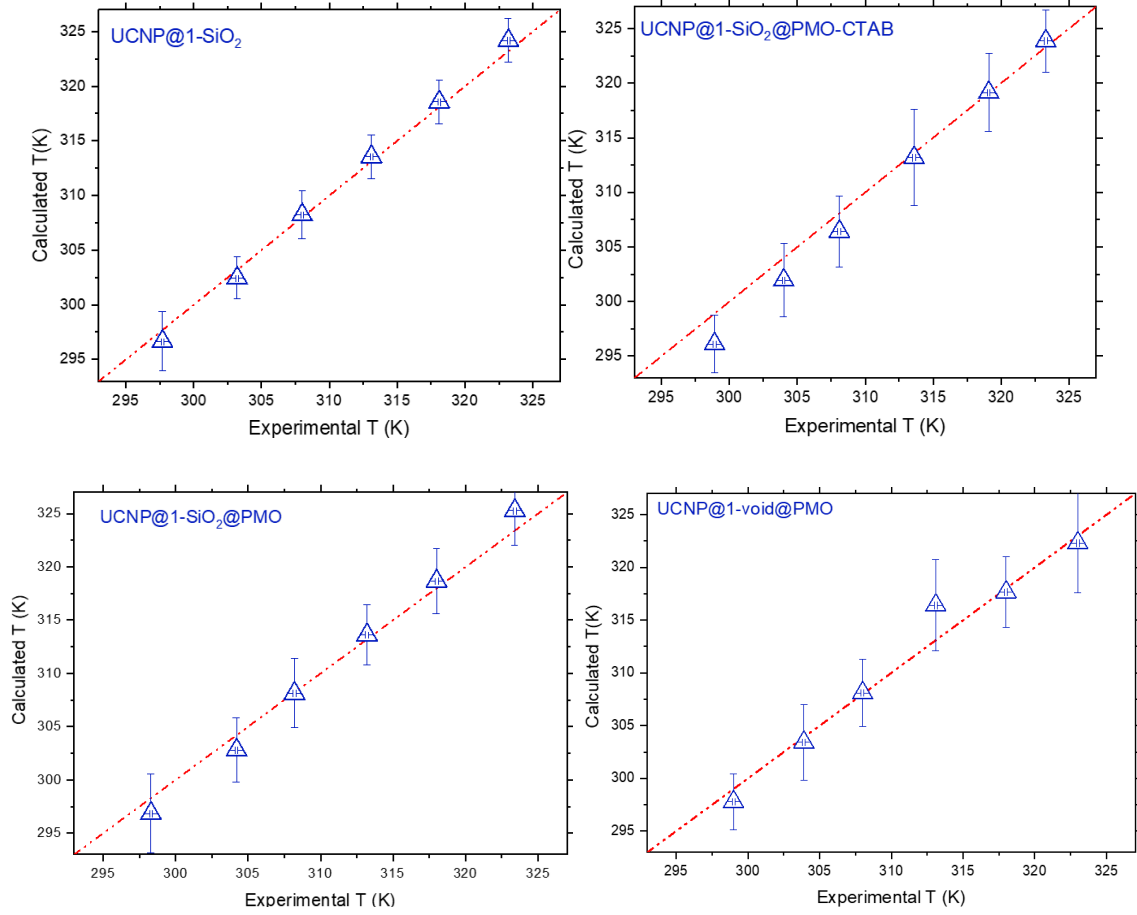 UCNP@1-SiO₂
Calculated T(K)
325
320
315
310
305
300
295
295 300 305 310 315 320 325
Experimental T (K)
UCNP@1-SiO₂@PMO-CTAB
Calculated T (K)
325
320
315
310
305
300
295
295 300 305 310 315 320 325
Experimental T (K)
UCNP@1-SiO₂@PMO
Calculated T (K)
325
320
315
310
305
300
295
295 300 305 310 315 320 325
Experimental T (K)
UCNP@1-void@PMO
Calculated T(K)
325
320
315
310
305
300
295
295 300 305 310 315 320 325
Experimental T (K)